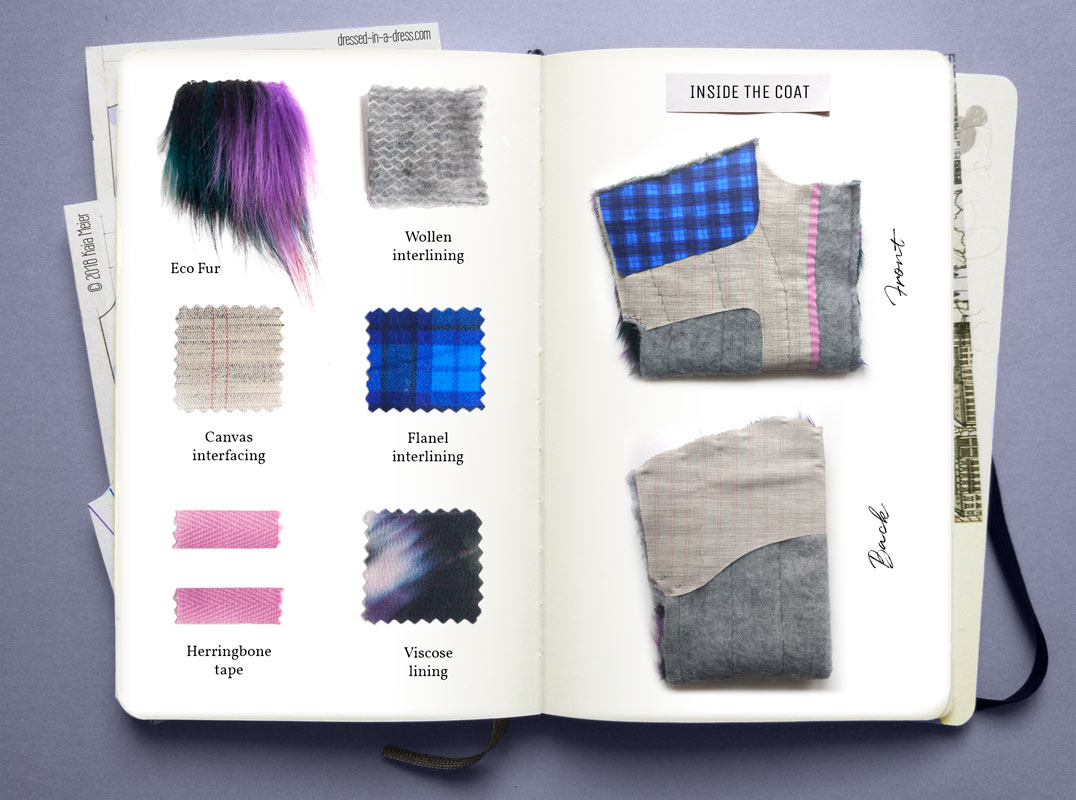 dressed-in-a-dress.com
© 2018 Kaia Meier
Eco Fur
Wollen
interlining
Canvas
interfacing
Flanel
interlining
Herringbone
tape
Viscose
lining
INSIDE THE COAT
Front
Back